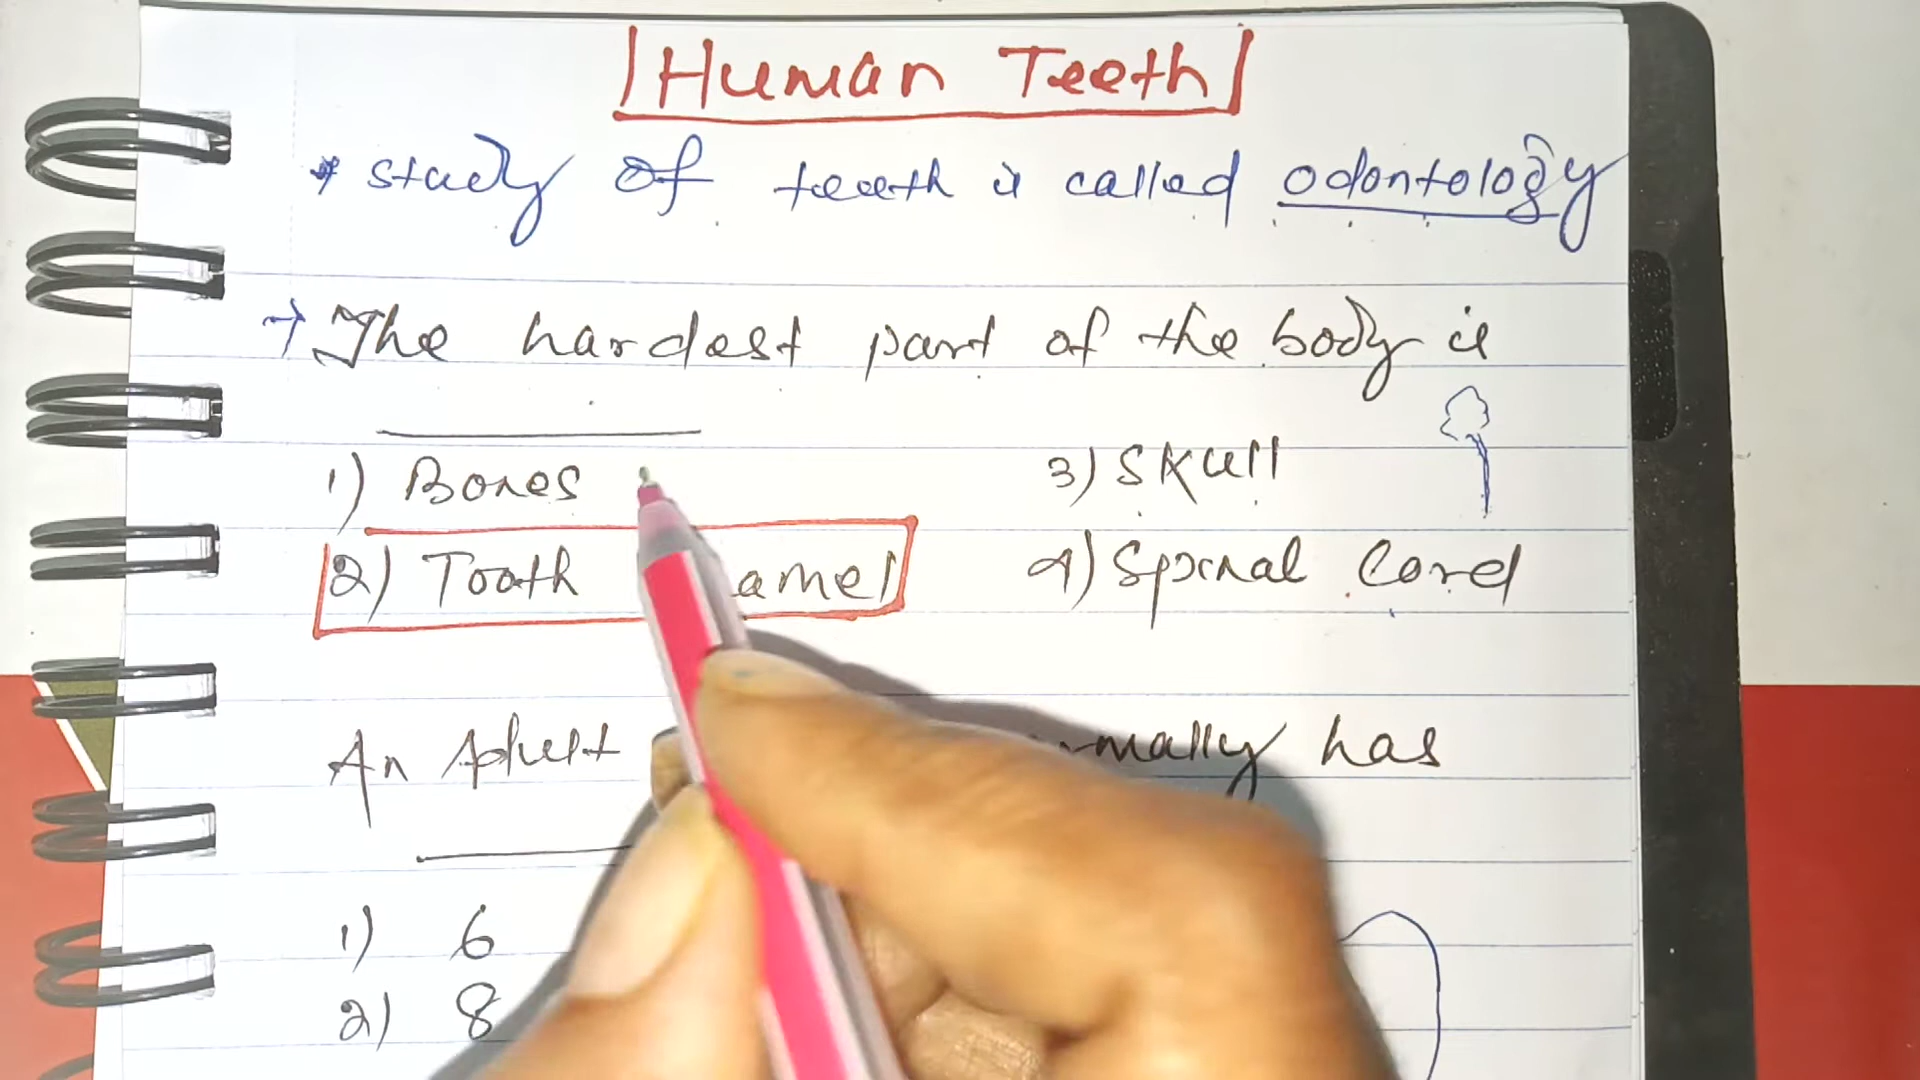 Human Teeth
* study of teeth is called odontology
→ The hardest part of the body is
1) Bones
3) Skull
2) Tooth amel
4) Spinal Cord
An Adult mally has
1) 6
2) 8